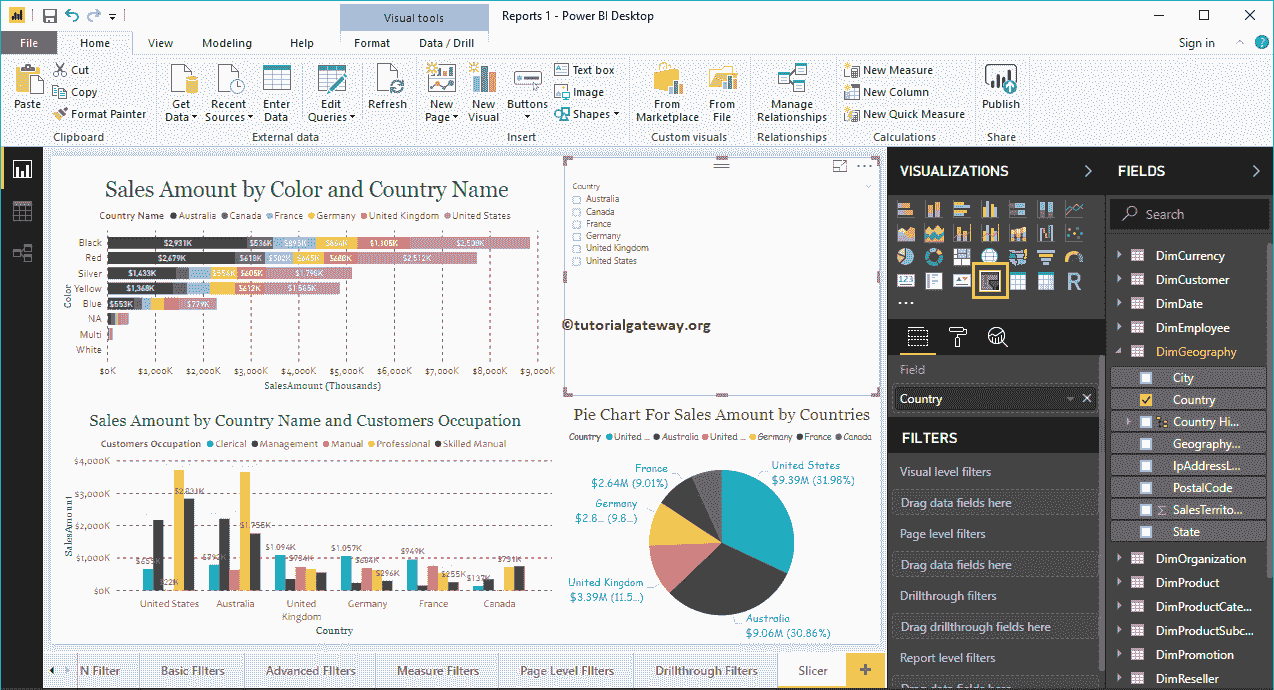 Visual tools
Reports 1 - Power BI Desktop
File Home View Modeling Help Format Data / Drill Sign in
Paste
Cut
Copy
Format Painter
Clipboard
Get Data
Recent Sources
Enter Data
Edit Queries
External data
Refresh
New Page
New Visual
Buttons
Text box
Image
Shapes
Insert
From Marketplace
From File
Custom visuals
Manage Relationships
Relationships
New Measure
New Column
New Quick Measure
Calculations
Publish
Share
Sales Amount by Color and Country Name
Country Name Australia Canada France Germany United Kingdom United States
Color
Black $2,931K $536K $895K $864K $1,305K
Red $2,679K $618K $502K $645K $668K $2,512K
Silver $1,433K $354K $605K $1,798K
Yellow $1,368K $612K $1,585K
Blue $553K $779K
NA
Multi
White
$0K $1,000K $2,000K $3,000K $4,000K $5,000K $6,000K $7,000K $8,000K $9,000K
SalesAmount (Thousands)
Country
Australia
Canada
France
Germany
United Kingdom
United States
©tutorialgateway.org
Sales Amount by Country Name and Customers Occupation
Customers Occupation Clerical Management Manual Professional Skilled Manual
SalesAmount
$4,000K
$3,000K
$2,000K
$1,000K
$0K
$655K $22K $2,831K $792K $1,755K $1,094K $734K $1,057K $684K $296K $949K $255K $137K $731K
United States Australia United Kingdom Germany France Canada
Country
Pie Chart For Sales Amount by Countries
Country United ... Australia United ... Germany France Canada
United States
$9.39M (31.98%)
France
$2.64M (9.01%)
Germany
$2.8... (9.8...)
United Kingdom
$3.39M (11.5...)
Australia
$9.06M (30.86%)
N Filter Basic Filters Advanced Filters Measure Filters Page Level Filters Drillthrough Filters Slicer +
VISUALIZATIONS
123
R
...
Field
Country
FILTERS
Visual level filters
Drag data fields here
Page level filters
Drag data fields here
Drillthrough filters
Drag drillthrough fields here
Report level filters
Drag data fields here
FIELDS
Search
DimCurrency
DimCustomer
DimDate
DimEmployee
DimGeography
City
Country
Country Hi...
Geography...
IpAddressL...
PostalCode
Σ SalesTerrito...
State
DimOrganization
DimProduct
DimProductCate...
DimProductSubc...
DimPromotion
DimReseller